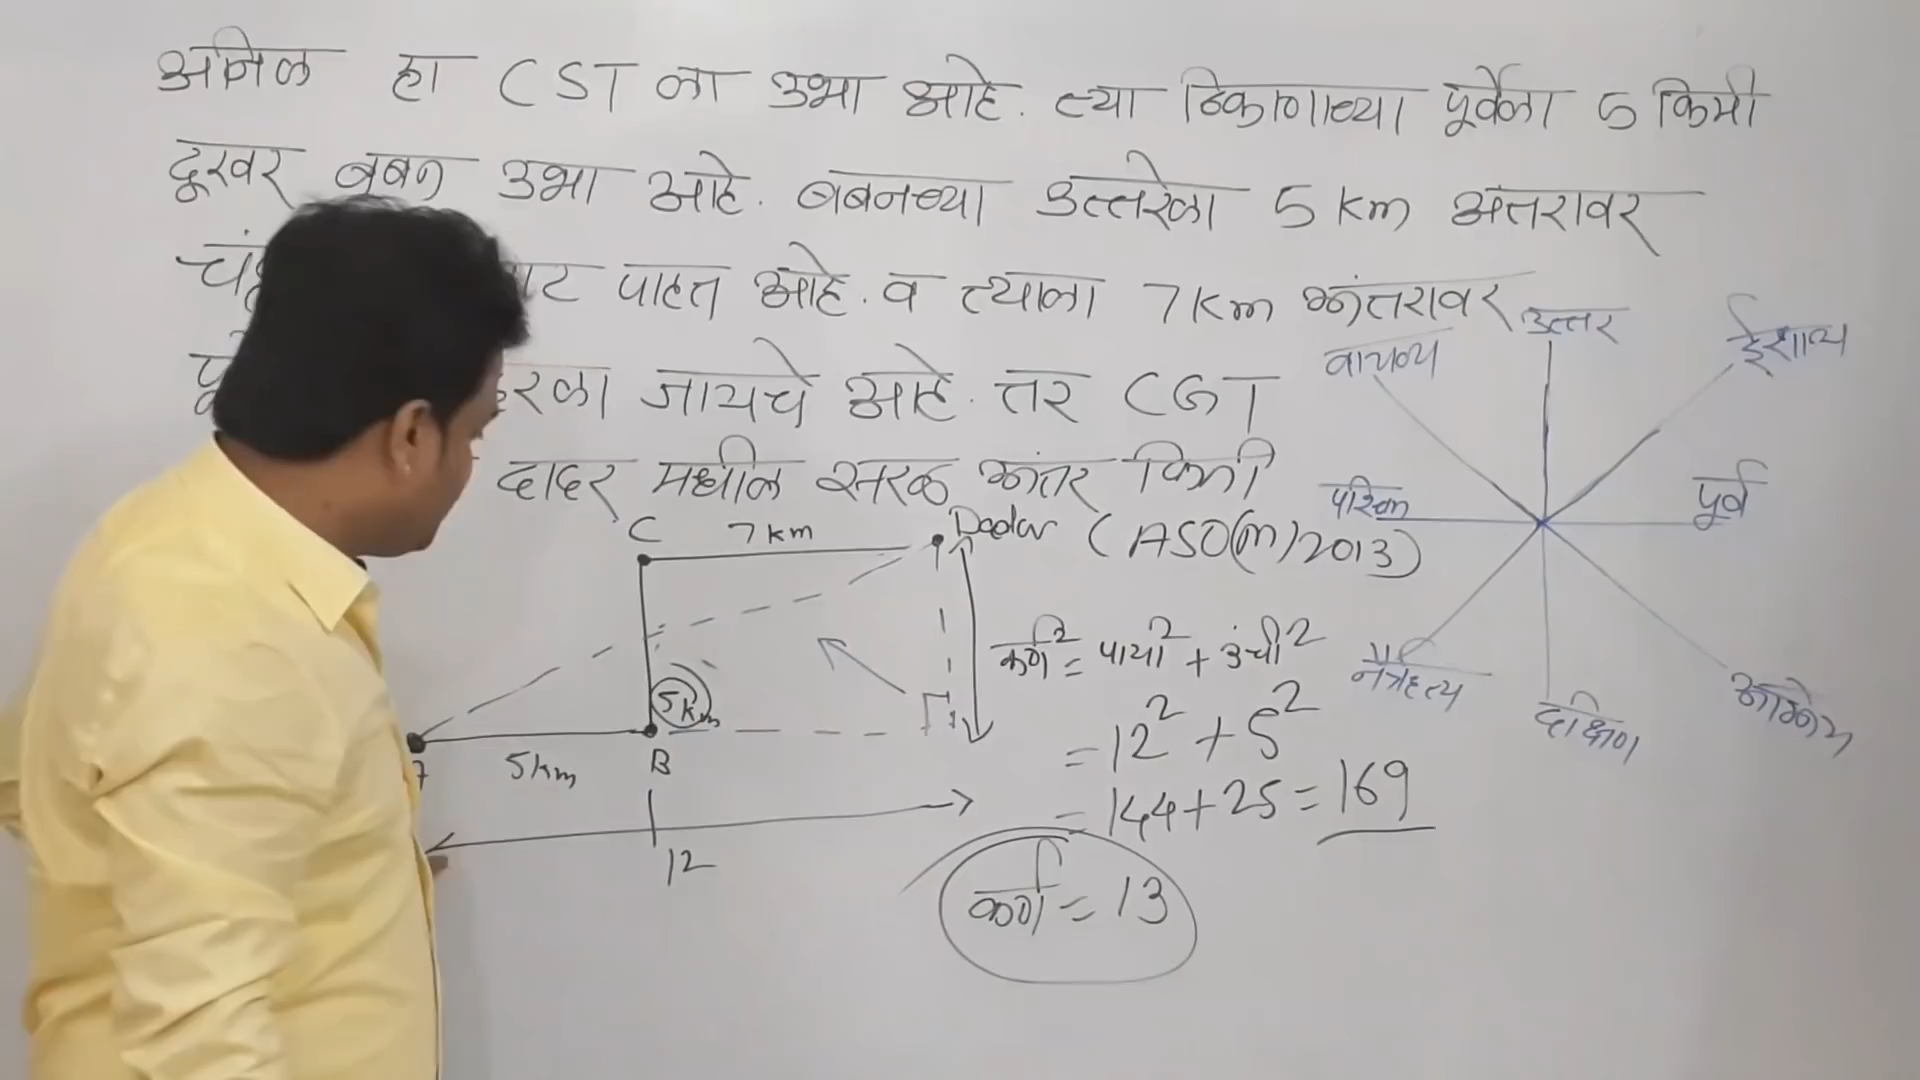 अनिल हा CST ला उभा आहे. त्या ठिकाणाच्या पूर्वेला 5 किमी
दूरवर बबन उभा आहे. बबनच्या उत्तरेला 5 km अंतरावर
पाहत आहे. व त्याला 7 km अंतरावर
जायचे आहे. तर CST
दादर मधील सरळ अंतर किती
(ASO(m) 2013)
उत्तर
ईशान्य
वायव्य
पश्चिम
पूर्व
नैऋत्य
दक्षिण
आग्नेय
C
7 km
Dadar
5 km
5 km
B
12
कर्ण² = पाया² + उंची²
= 12² + 5²
= 144 + 25 = 169
कर्ण = 13